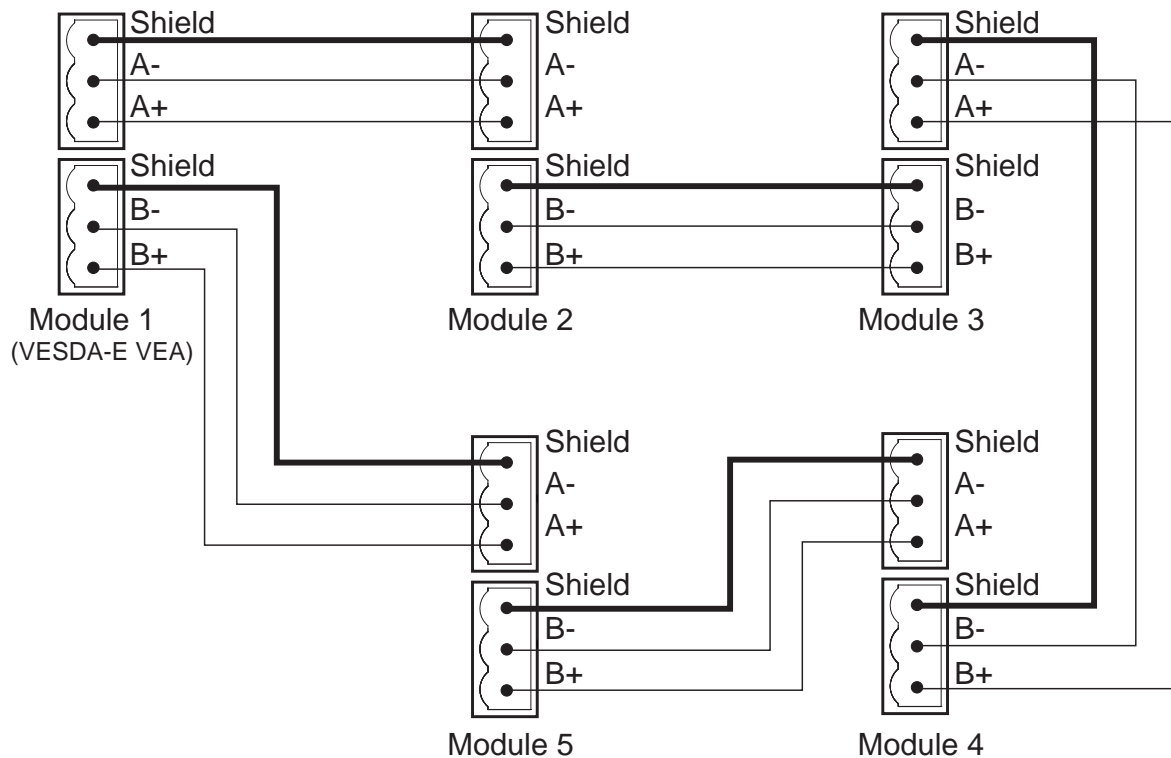 Shield
A-
A+
Shield
B-
B+
Module 1
(VESDA-E VEA)
Shield
A-
A+
Shield
B-
B+
Module 2
Shield
A-
A+
Shield
B-
B+
Module 3
Shield
A-
A+
Shield
B-
B+
Module 5
Shield
A-
A+
Shield
B-
B+
Module 4